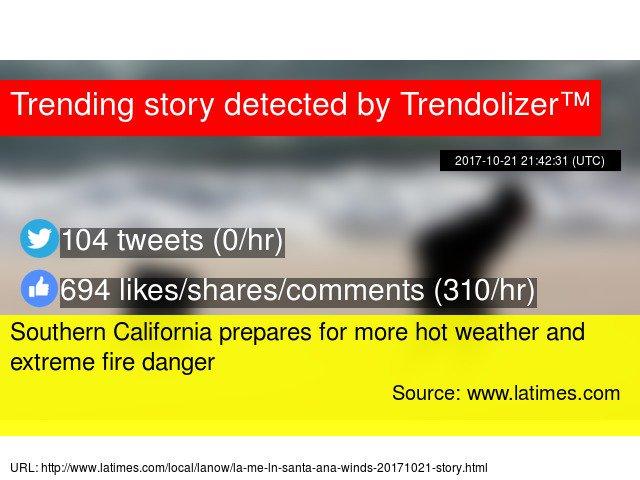 Trending story detected by Trendolizer™
2017-10-21 21:42:31 (UTC)
104 tweets (0/hr)
694 likes/shares/comments (310/hr)
Southern California prepares for more hot weather and
extreme fire danger
Source: www.latimes.com
URL: http://www.latimes.com/local/lanow/la-me-ln-santa-ana-winds-20171021-story.html